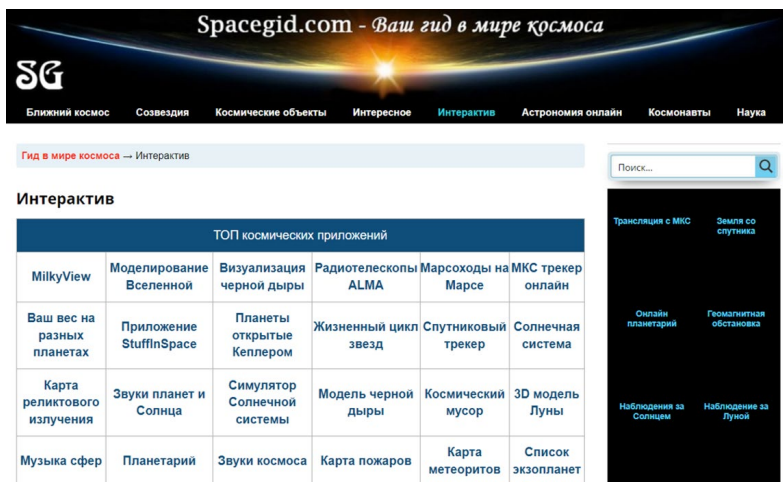 Spacegid.com - Ваш гид в мире космоса
SG
Ближний космос Созвездия Космические объекты Интересное Интерактив Астрономия онлайн Космонавты Наука
Гид в мире космоса → Интерактив
Поиск...
Интерактив
ТОП космических приложений
MilkyView
Моделирование
Вселенной
Визуализация
черной дыры
Радиотелескопы
ALMA
Марсоходы на
Марсе
МКС трекер
онлайн
Ваш вес на
разных
планетах
Приложение
StuffInSpace
Планеты
открытые
Кеплером
Жизненный цикл
звезд
Спутниковый
трекер
Солнечная
система
Карта
реликтового
излучения
Звуки планет и
Солнца
Симулятор
Солнечной
системы
Модель черной
дыры
Космический
мусор
3D модель
Луны
Музыка сфер
Планетарий
Звуки космоса
Карта пожаров
Карта
метеоритов
Список
экзопланет
Трансляция с МКС
Земля со
спутника
Онлайн
планетарий
Геомагнитная
обстановка
Наблюдения за
Солнцем
Наблюдение за
Луной